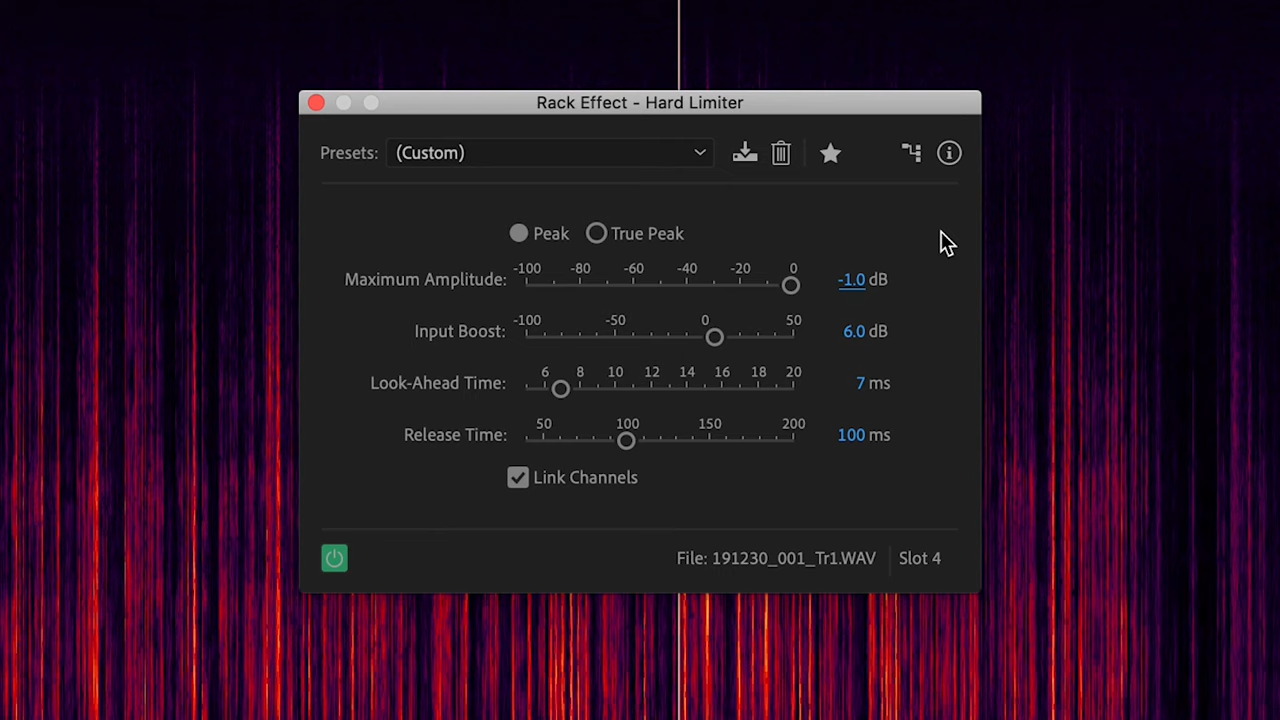 Rack Effect - Hard Limiter
Presets: (Custom)
Peak True Peak
-100 -80 -60 -40 -20 0
Maximum Amplitude: -1.0 dB
-100 -50 0 50
Input Boost: 6.0 dB
6 8 10 12 14 16 18 20
Look-Ahead Time: 7 ms
50 100 150 200
Release Time: 100 ms
Link Channels
File: 191230_001_Tr1.WAV Slot 4